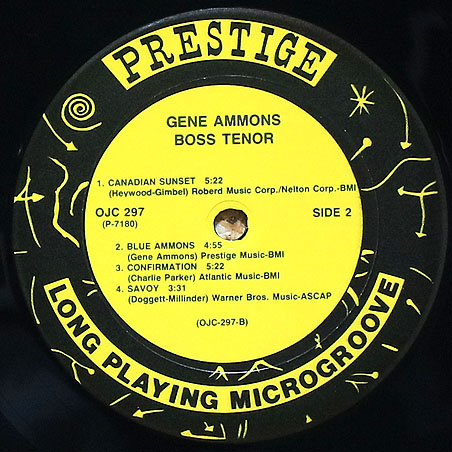 PRESTIGE
GENE AMMONS
BOSS TENOR
1. CANADIAN SUNSET 5:22
(Heywood-Gimbel) Roberd Music Corp./Nelton Corp.-BMI
OJC 297 SIDE 2
(P-7180)
2. BLUE AMMONS 4:55
(Gene Ammons) Prestige Music-BMI
3. CONFIRMATION 5:22
(Charlie Parker) Atlantic Music-BMI
4. SAVOY 3:31
(Doggett-Millinder) Warner Bros. Music-ASCAP
(OJC-297-B)
LONG PLAYING MICROGROOVE